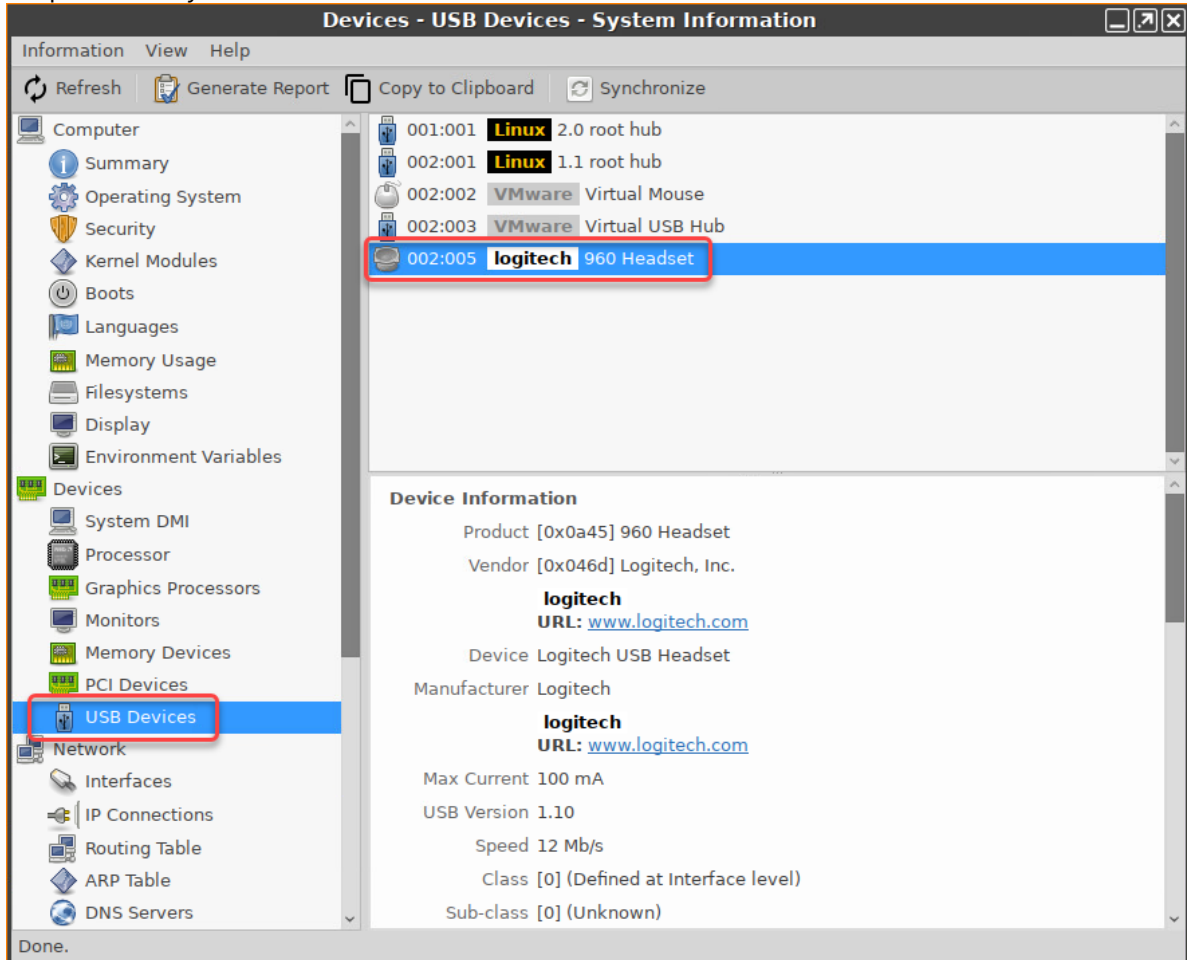 Devices - USB Devices - System Information
Information View Help
Refresh Generate Report Copy to Clipboard Synchronize
Computer
Summary
Operating System
Security
Kernel Modules
Boots
Languages
Memory Usage
Filesystems
Display
Environment Variables
Devices
System DMI
Processor
Graphics Processors
Monitors
Memory Devices
PCI Devices
USB Devices
Network
Interfaces
IP Connections
Routing Table
ARP Table
DNS Servers
001:001 Linux 2.0 root hub
002:001 Linux 1.1 root hub
002:002 VMware Virtual Mouse
002:003 VMware Virtual USB Hub
002:005 logitech 960 Headset
Device Information
Product [0x0a45] 960 Headset
Vendor [0x046d] Logitech, Inc.
logitech
URL: www.logitech.com
Device Logitech USB Headset
Manufacturer Logitech
logitech
URL: www.logitech.com
Max Current 100 mA
USB Version 1.10
Speed 12 Mb/s
Class [0] (Defined at Interface level)
Sub-class [0] (Unknown)
Done.